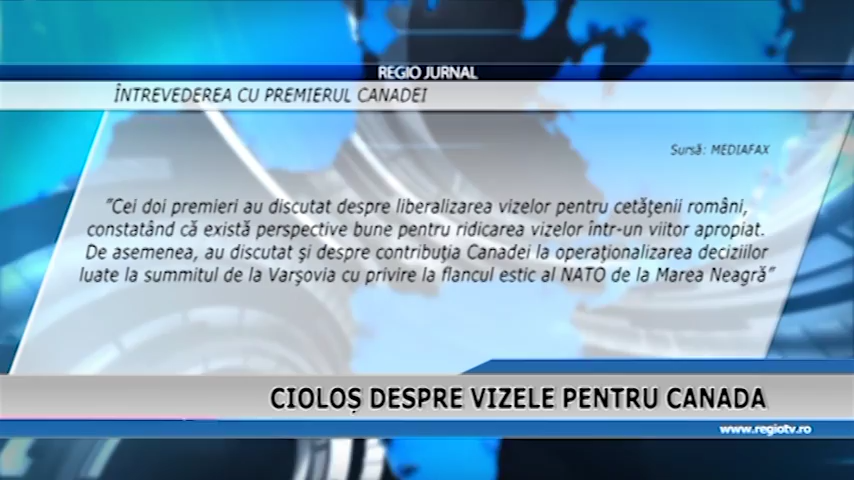 REGIO JURNAL
ÎNTREVEDEREA CU PREMIERUL CANADEI
Sursă: MEDIAFAX
"Cei doi premieri au discutat despre liberalizarea vizelor pentru cetăţenii români,
constatând că există perspective bune pentru ridicarea vizelor într-un viitor apropiat.
De asemenea, au discutat şi despre contribuţia Canadei la operaţionalizarea deciziilor
luate la summitul de la Varşovia cu privire la flancul estic al NATO de la Marea Neagră"
CIOLOȘ DESPRE VIZELE PENTRU CANADA
www.regiotv.ro